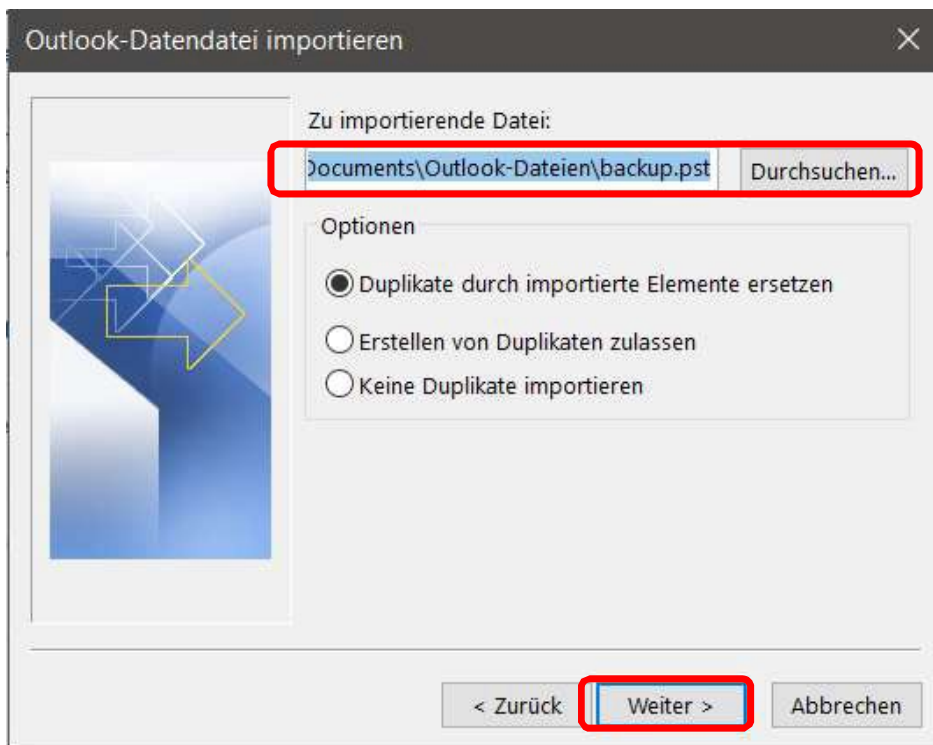 Outlook-Datendatei importieren
Zu importierende Datei:
Documents\Outlook-Dateien\backup.pst
Durchsuchen...
Optionen
Duplikate durch importierte Elemente ersetzen
Erstellen von Duplikaten zulassen
Keine Duplikate importieren
< Zurück
Weiter >
Abbrechen